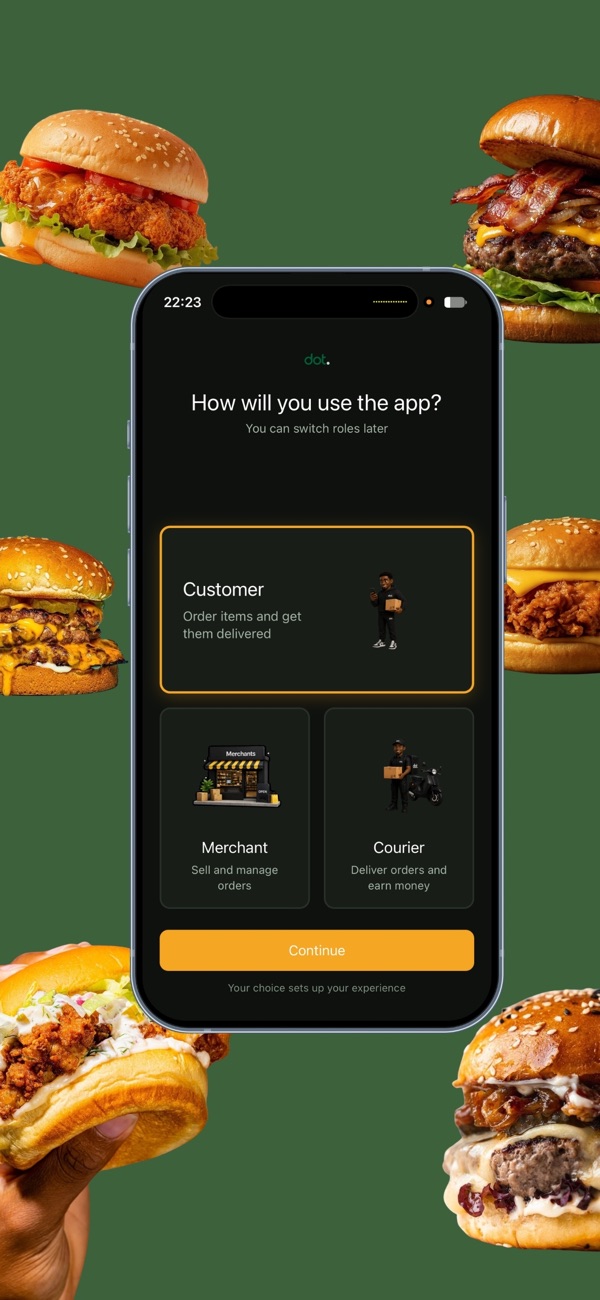 22:23
dot.
How will you use the app?
You can switch roles later
Customer
Order items and get
them delivered
Merchants
OPEN
Merchant
Sell and manage
orders
Courier
Deliver orders and
earn money
Continue
Your choice sets up your experience